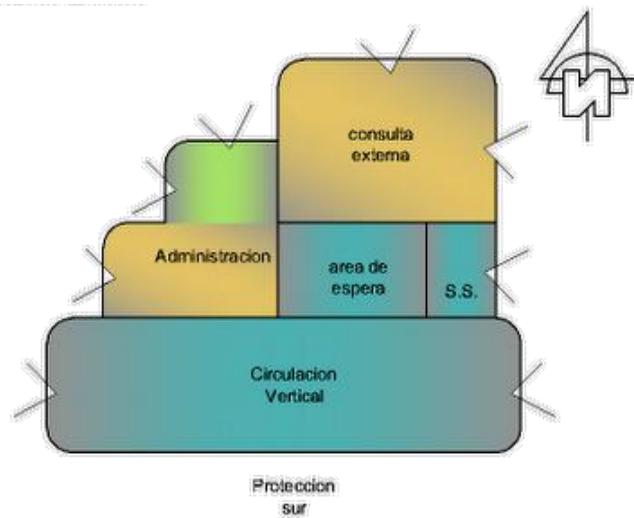 consulta
externa
Administracion
area de
espera
S.S.
Circulacion
Vertical
Proteccion
sur